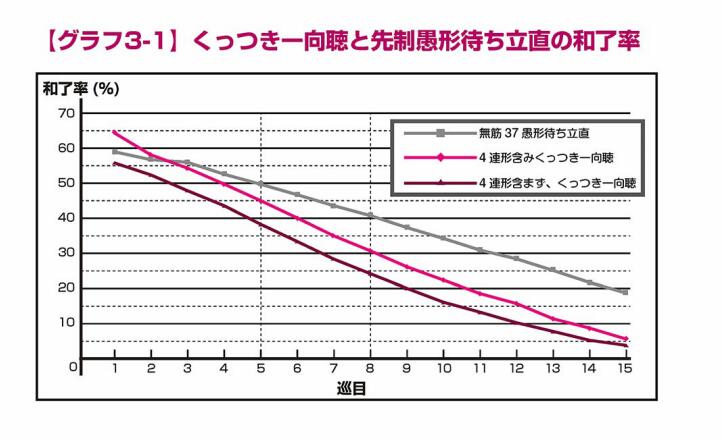 【グラフ3-1】くっつき一向聴と先制愚形待ち立直の和了率
和了率(%)
70
60
50
40
30
20
10
0
無筋37愚形待ち立直
4連形含みくっつき一向聴
4連形含まず、くっつき一向聴
1 2 3 4 5 6 7 8 9 10 11 12 13 14 15
巡目